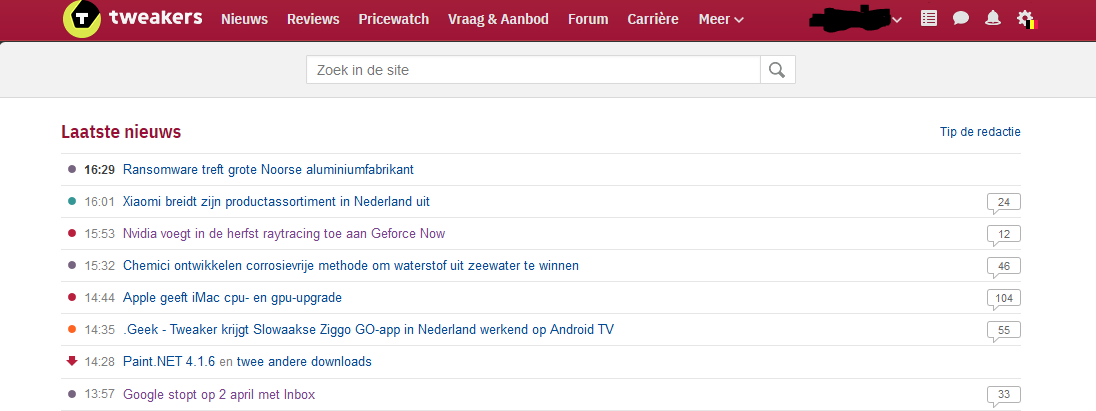 tweakers Nieuws Reviews Pricewatch Vraag & Aanbod Forum Carrière Meer
Zoek in de site
Laatste nieuws Tip de redactie
16:29 Ransomware treft grote Noorse aluminiumfabrikant
16:01 Xiaomi breidt zijn productassortiment in Nederland uit 24
15:53 Nvidia voegt in de herfst raytracing toe aan Geforce Now 12
15:32 Chemici ontwikkelen corrosievrije methode om waterstof uit zeewater te winnen 46
14:44 Apple geeft iMac cpu- en gpu-upgrade 104
14:35 .Geek - Tweaker krijgt Slowaakse Ziggo GO-app in Nederland werkend op Android TV 55
14:28 Paint.NET 4.1.6 en twee andere downloads
13:57 Google stopt op 2 april met Inbox 33